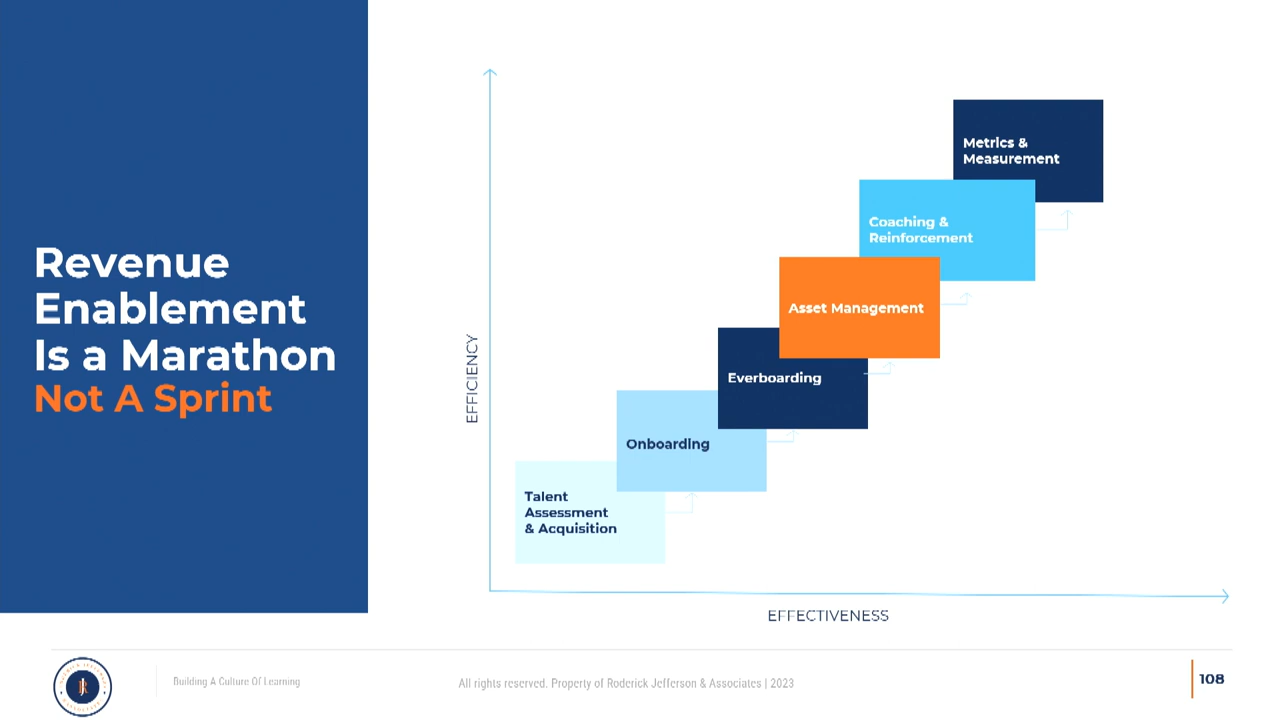 Revenue
Enablement
Is a Marathon
Not A Sprint
Metrics &
Measurement
Coaching &
Reinforcement
Asset Management
Everboarding
Onboarding
Talent
Assessment
& Acquisition
EFFICIENCY
EFFECTIVENESS
Building A Culture Of Learning
All rights reserved. Property of Roderick Jefferson & Associates | 2023
108